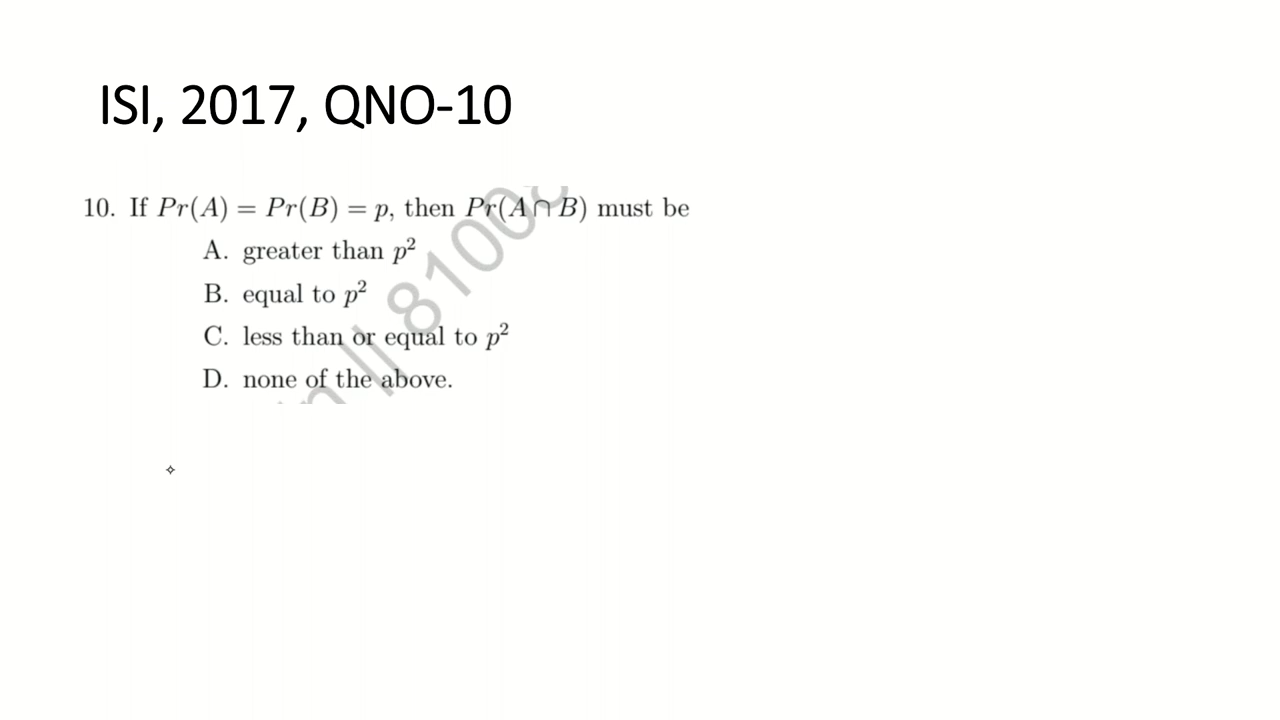 ISI, 2017, QNO-10
10. If Pr(A) = Pr(B) = p, then Pr(A ∩ B) must be
A. greater than p²
B. equal to p²
C. less than or equal to p²
D. none of the above.